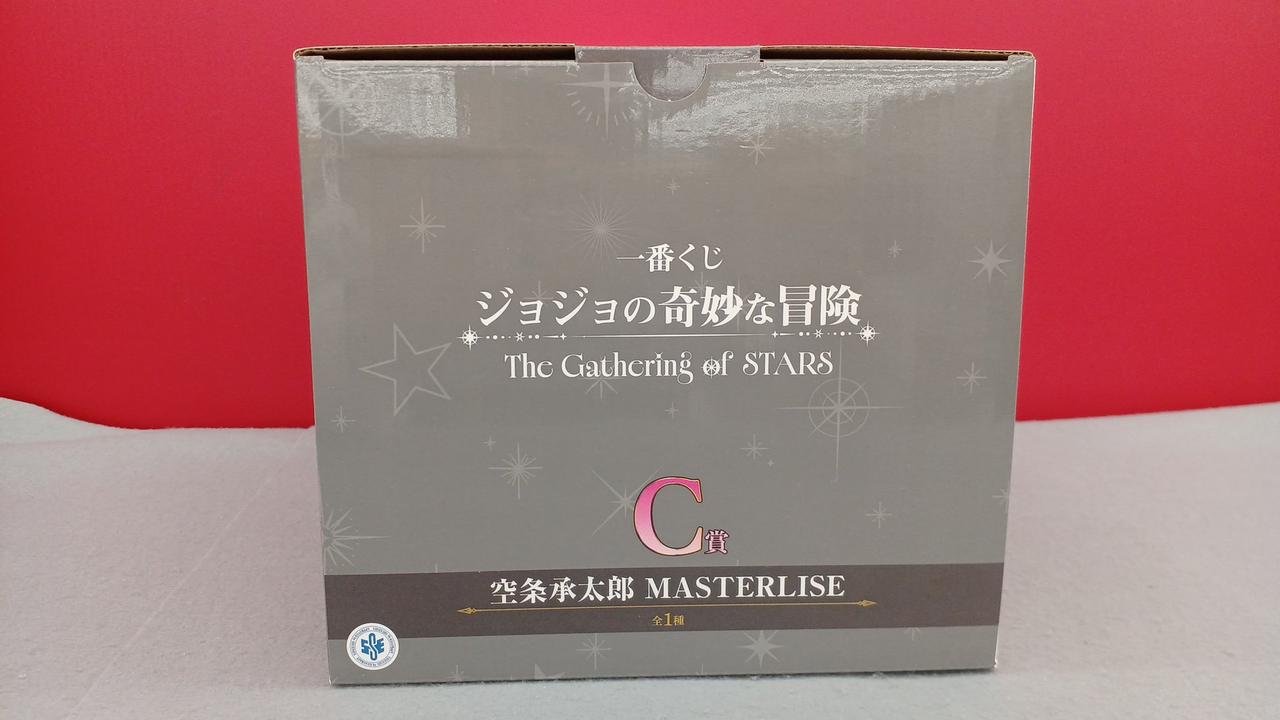 一番くじ
ジョジョの奇妙な冒険
The Gathering of STARS
C賞
空条承太郎 MASTERLISE
全1種